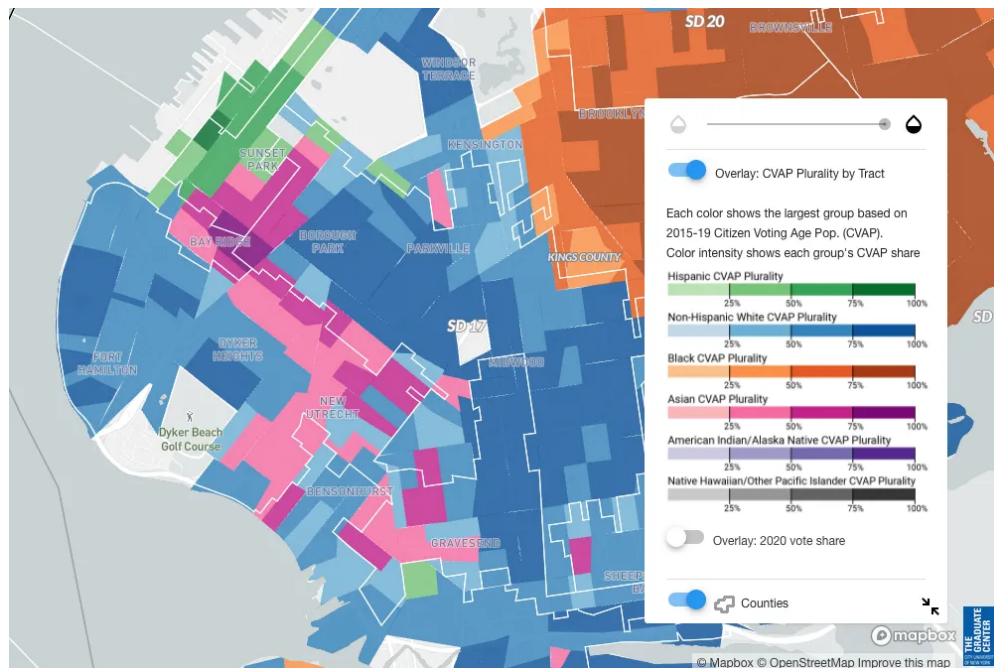 SD 20
BROWNSVILLE
WINDSOR
TERRACE
BROOKLYN
KENSINGTON
SUNSET
PARK
BAY RIDGE
BOROUGH
PARK
PARKVILLE
KINGS COUNTY
SD 17
SD
MIDWOOD
DYKER
HEIGHTS
FORT
HAMILTON
NEW
UTRECHT
Dyker Beach
Golf Course
BENSONHURST
GRAVESEND
SHEEP
BA
Overlay: CVAP Plurality by Tract
Each color shows the largest group based on
2015-19 Citizen Voting Age Pop. (CVAP).
Color intensity shows each group's CVAP share
Hispanic CVAP Plurality
25% 50% 75% 100%
Non-Hispanic White CVAP Plurality
25% 50% 75% 100%
Black CVAP Plurality
25% 50% 75% 100%
Asian CVAP Plurality
25% 50% 75% 100%
American Indian/Alaska Native CVAP Plurality
25% 50% 75% 100%
Native Hawaiian/Other Pacific Islander CVAP Plurality
25% 50% 75% 100%
Overlay: 2020 vote share
Counties
mapbox
© Mapbox © OpenStreetMap Improve this map
THE
GRADUATE
CENTER